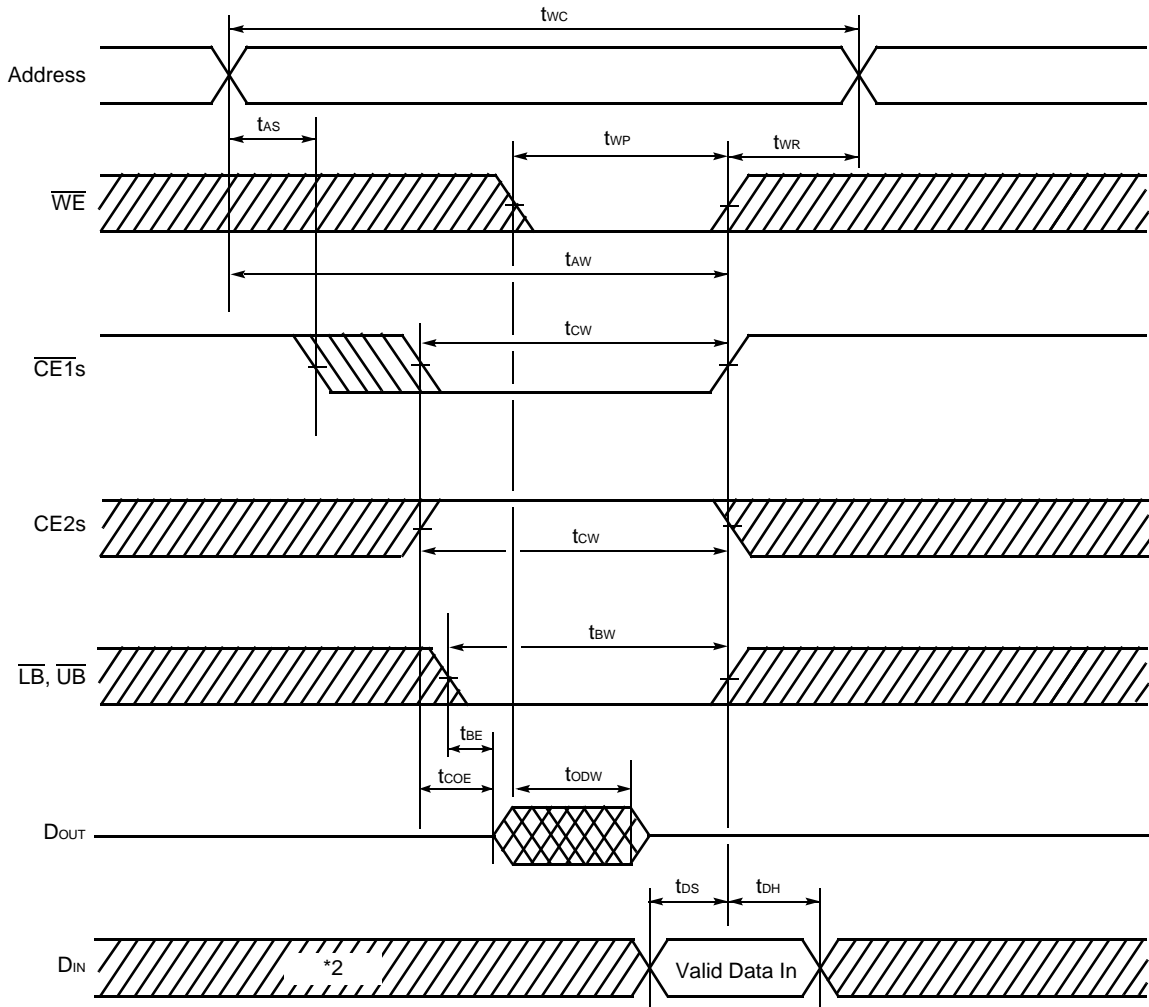 tWC
Address
tAS
tWP
tWR
WE
tAW
tCW
CE1s
CE2s
tCW
tBW
LB, UB
tBE
tCOE
tODW
DOUT
tDS
tDH
DIN
*2
Valid Data In